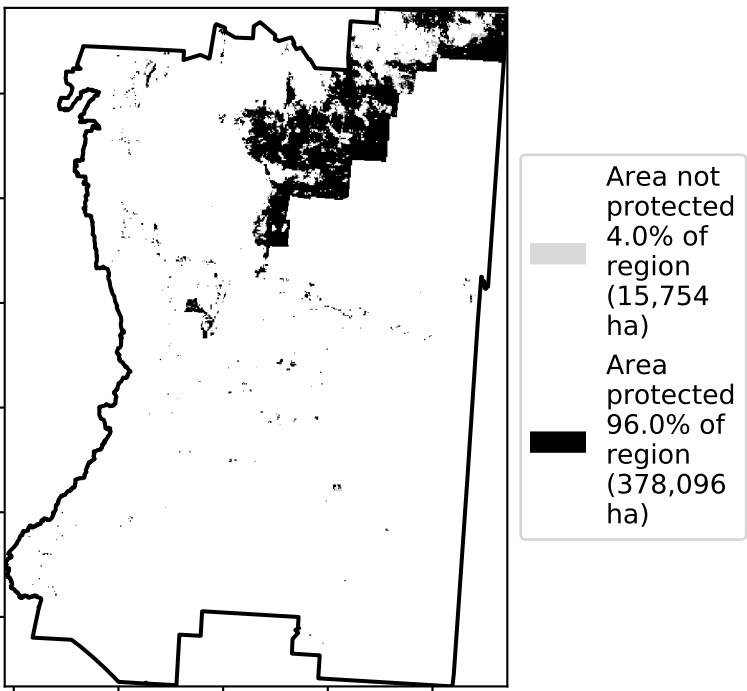 Area not
protected
4.0% of
region
(15,754
ha)
Area
protected
96.0% of
region
(378,096
ha)